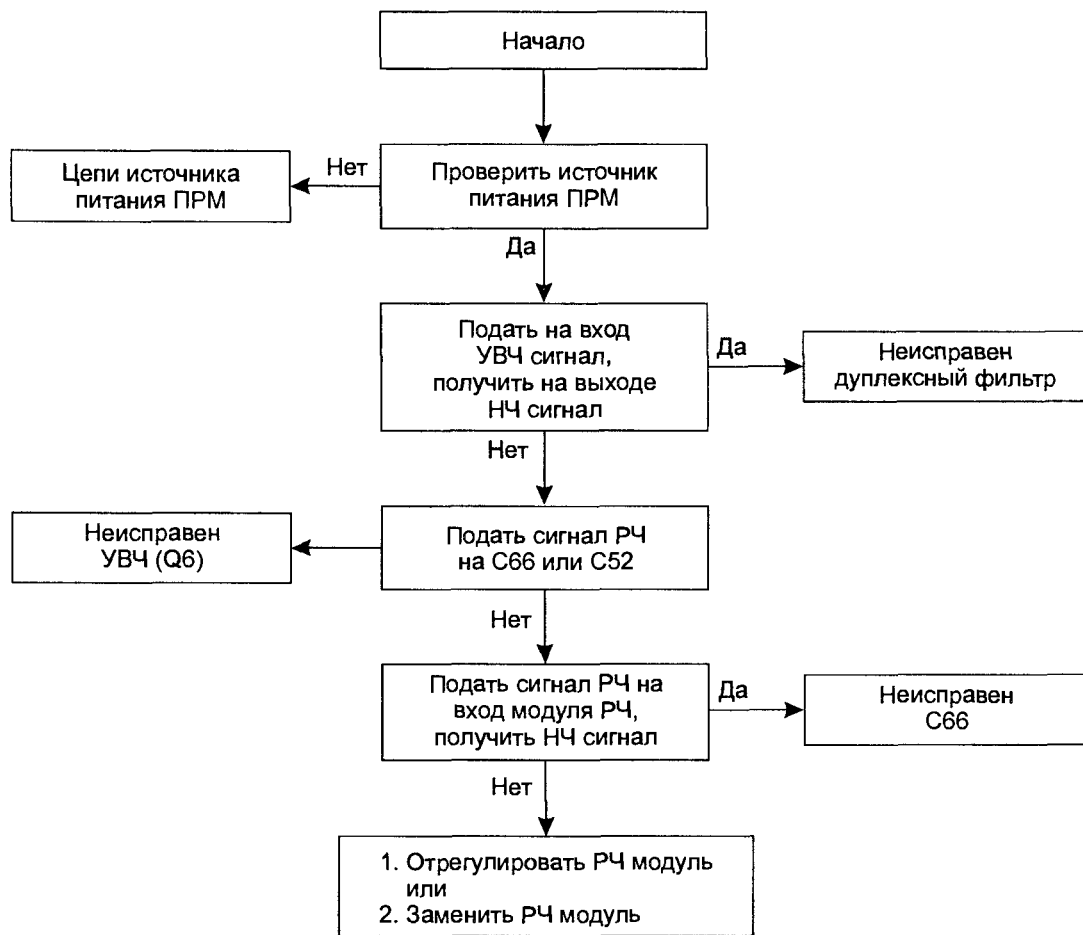 Начало
Нет
Цепи источника
питания ПРМ
Проверить источник
питания ПРМ
Да
Подать на вход
УВЧ сигнал,
получить на выходе
НЧ сигнал
Да
Неисправен
дуплексный фильтр
Нет
Неисправен
УВЧ (Q6)
Подать сигнал РЧ
на С66 или С52
Нет
Подать сигнал РЧ на
вход модуля РЧ,
получить НЧ сигнал
Да
Неисправен
С66
Нет
1. Отрегулировать РЧ модуль
или
2. Заменить РЧ модуль